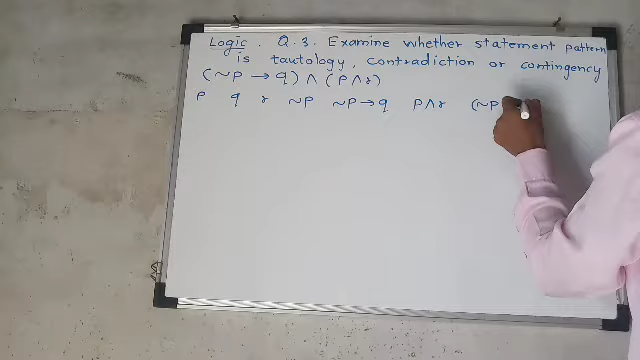 Logic. Q.3. Examine whether statement pattern
is tautology, contradiction or contingency
(~p → q) ∧ (p ∧ r)
p q r ~p ~p→q p∧r (~p